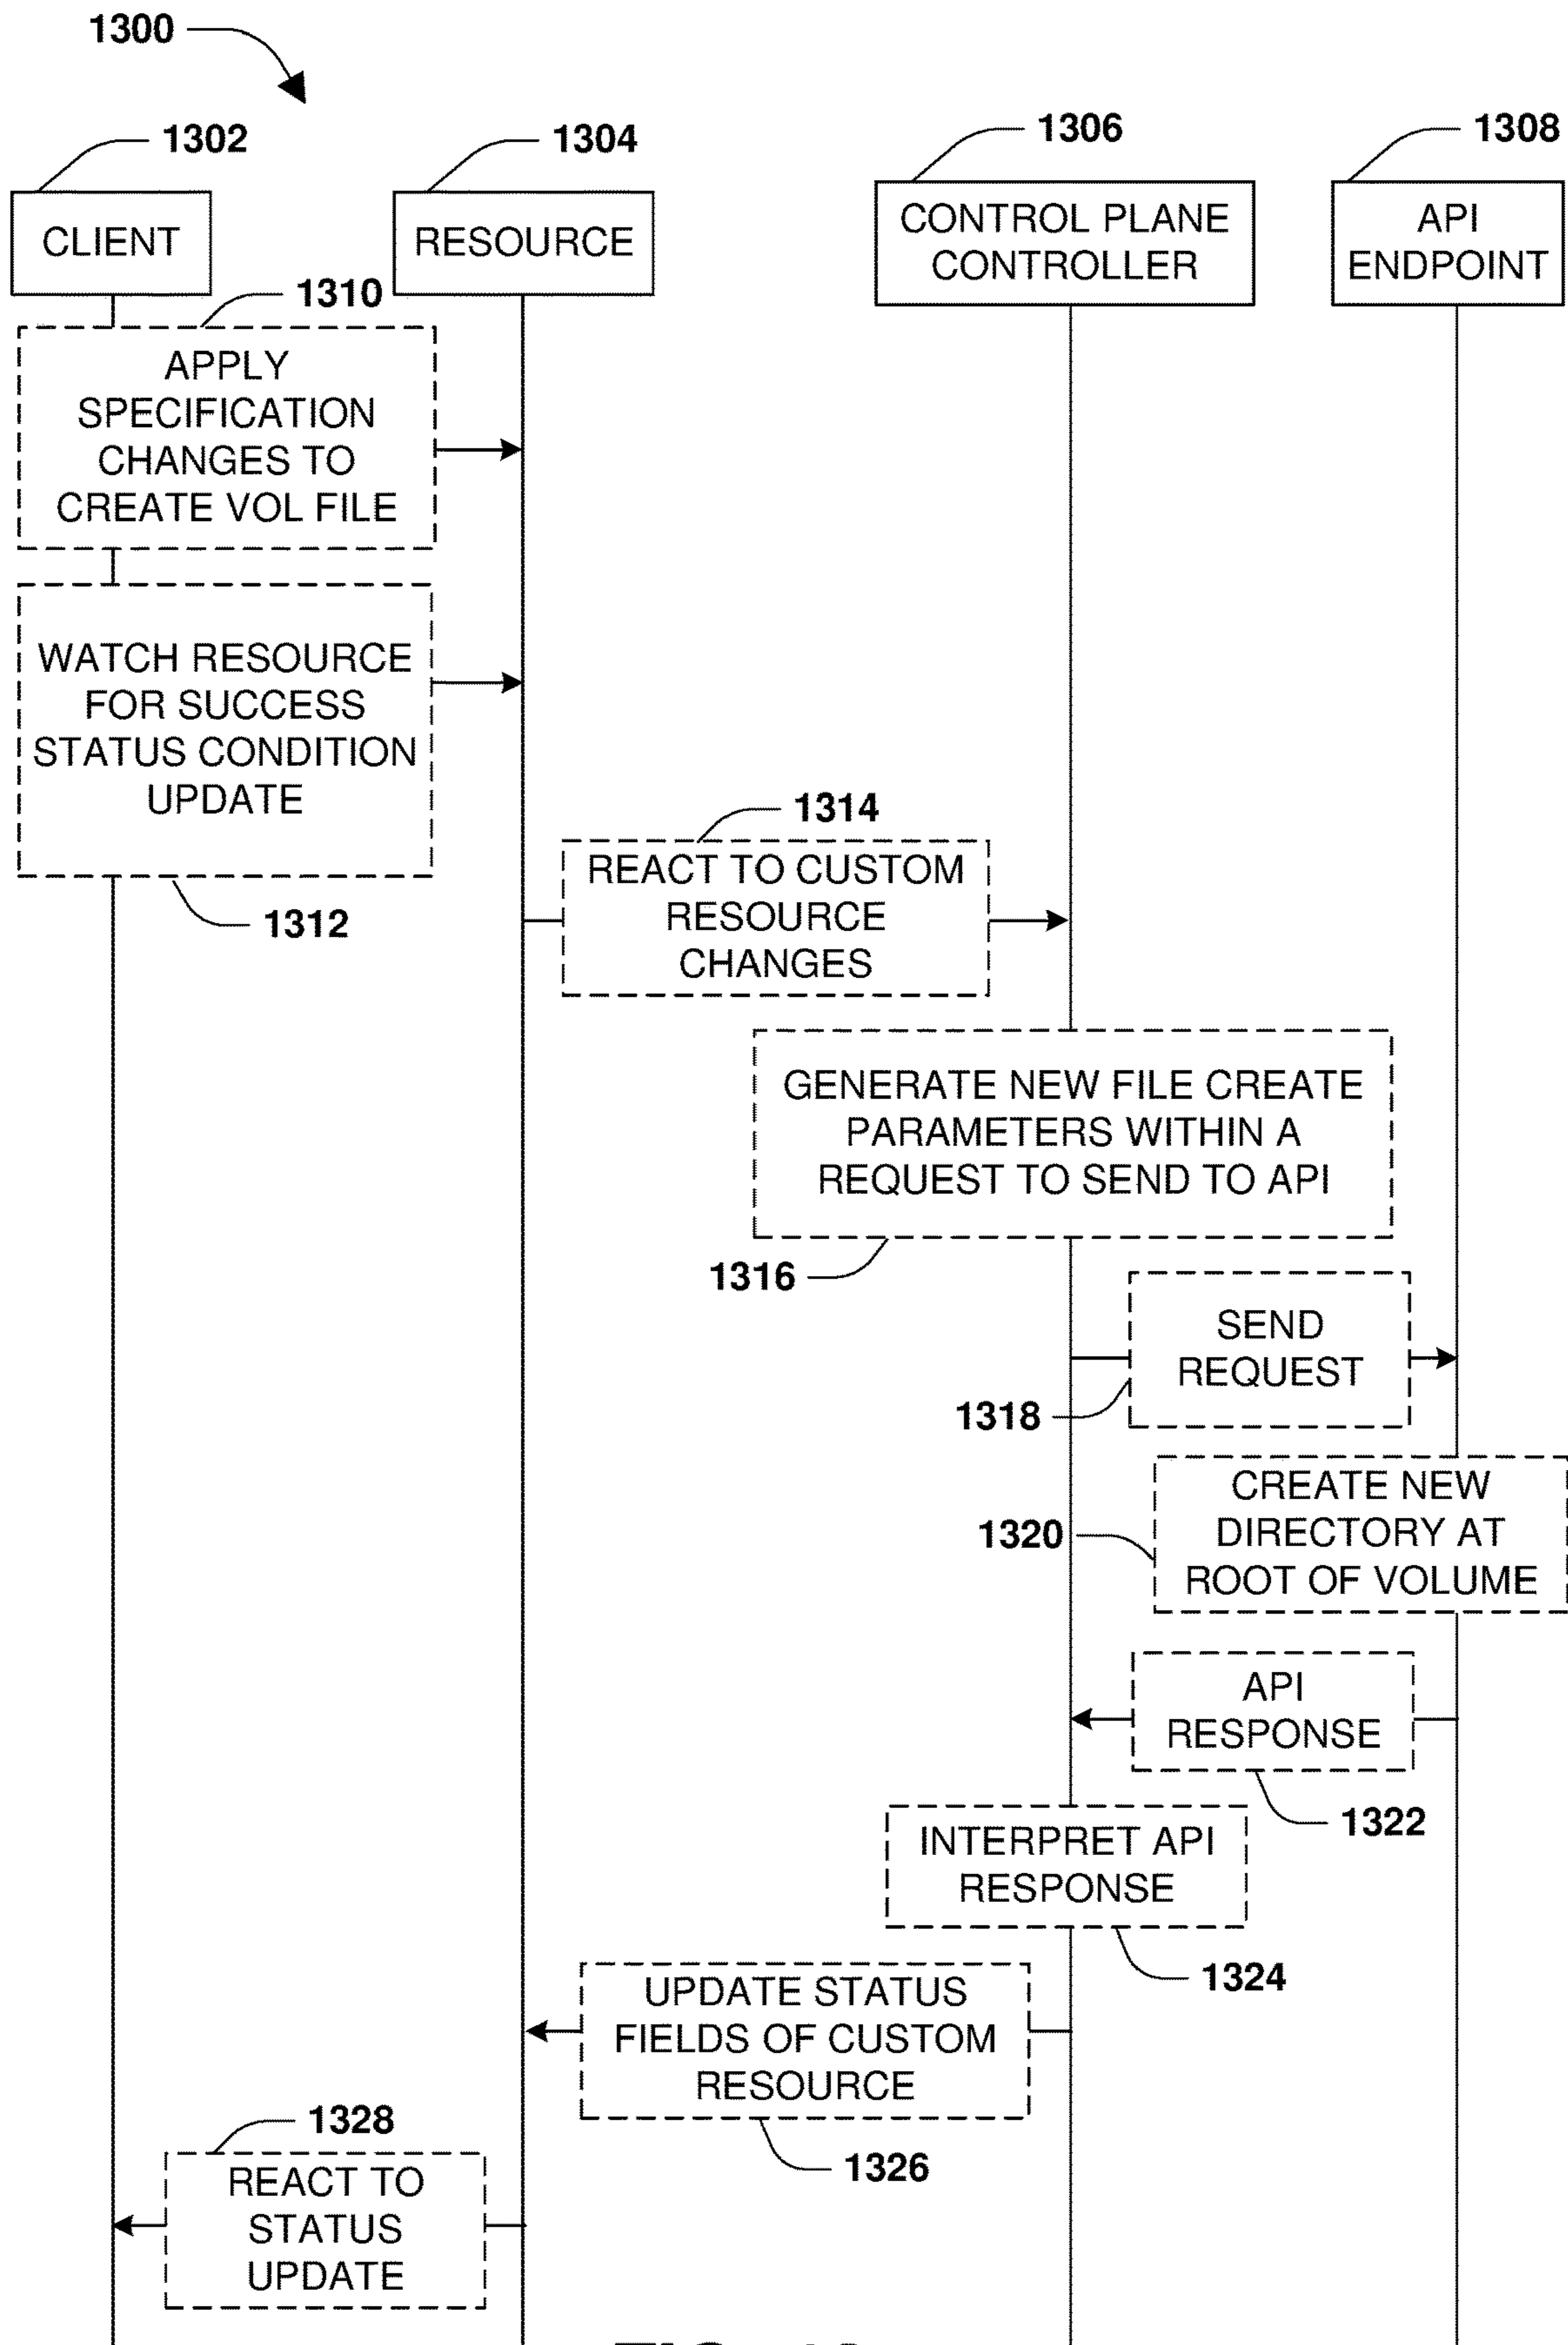 1300
1302
1304
1306
1308
CLIENT
RESOURCE
CONTROL PLANE
CONTROLLER
API
ENDPOINT
1310
APPLY
SPECIFICATION
CHANGES TO
CREATE VOL FILE
WATCH RESOURCE
FOR SUCCESS
STATUS CONDITION
UPDATE
1312
1314
REACT TO CUSTOM
RESOURCE
CHANGES
GENERATE NEW FILE CREATE
PARAMETERS WITHIN A
REQUEST TO SEND TO API
1316
SEND
REQUEST
1318
CREATE NEW
DIRECTORY AT
ROOT OF VOLUME
1320
API
RESPONSE
1322
INTERPRET API
RESPONSE
1324
UPDATE STATUS
FIELDS OF CUSTOM
RESOURCE
1326
1328
REACT TO
STATUS
UPDATE